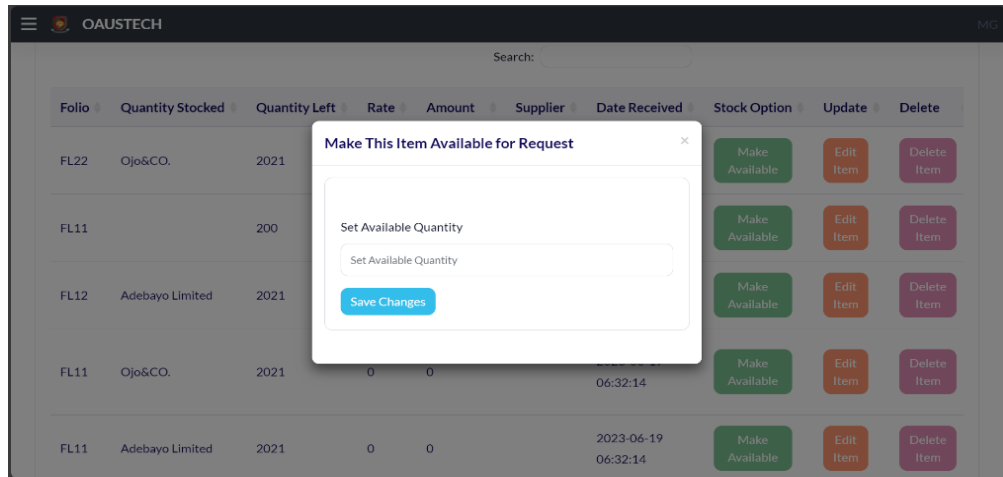 OAUSTECH MG
Search:
Folio Quantity Stocked Quantity Left Rate Amount Supplier Date Received Stock Option Update Delete
Make This Item Available for Request ×
FL22 Ojo&CO. 2021 Make Available Edit Item Delete Item
FL11 200 Make Available Edit Item Delete Item
Set Available Quantity
Set Available Quantity
FL12 Adebayo Limited 2021 Make Available Edit Item Delete Item
Save Changes
FL11 Ojo&CO. 2021 0 0 06:32:14 Make Available Edit Item Delete Item
FL11 Adebayo Limited 2021 0 0 2023-06-19 06:32:14 Make Available Edit Item Delete Item